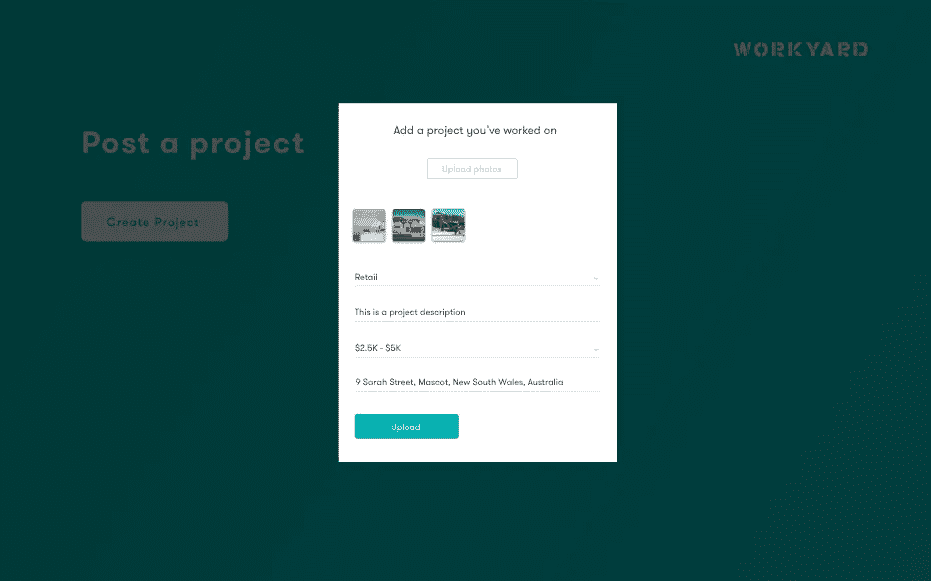 WORKYARD
Post a project
Create Project
Add a project you've worked on
Upload photos
Retail
This is a project description
$2.5K - $5K
9 Sarah Street, Mascot, New South Wales, Australia
Upload